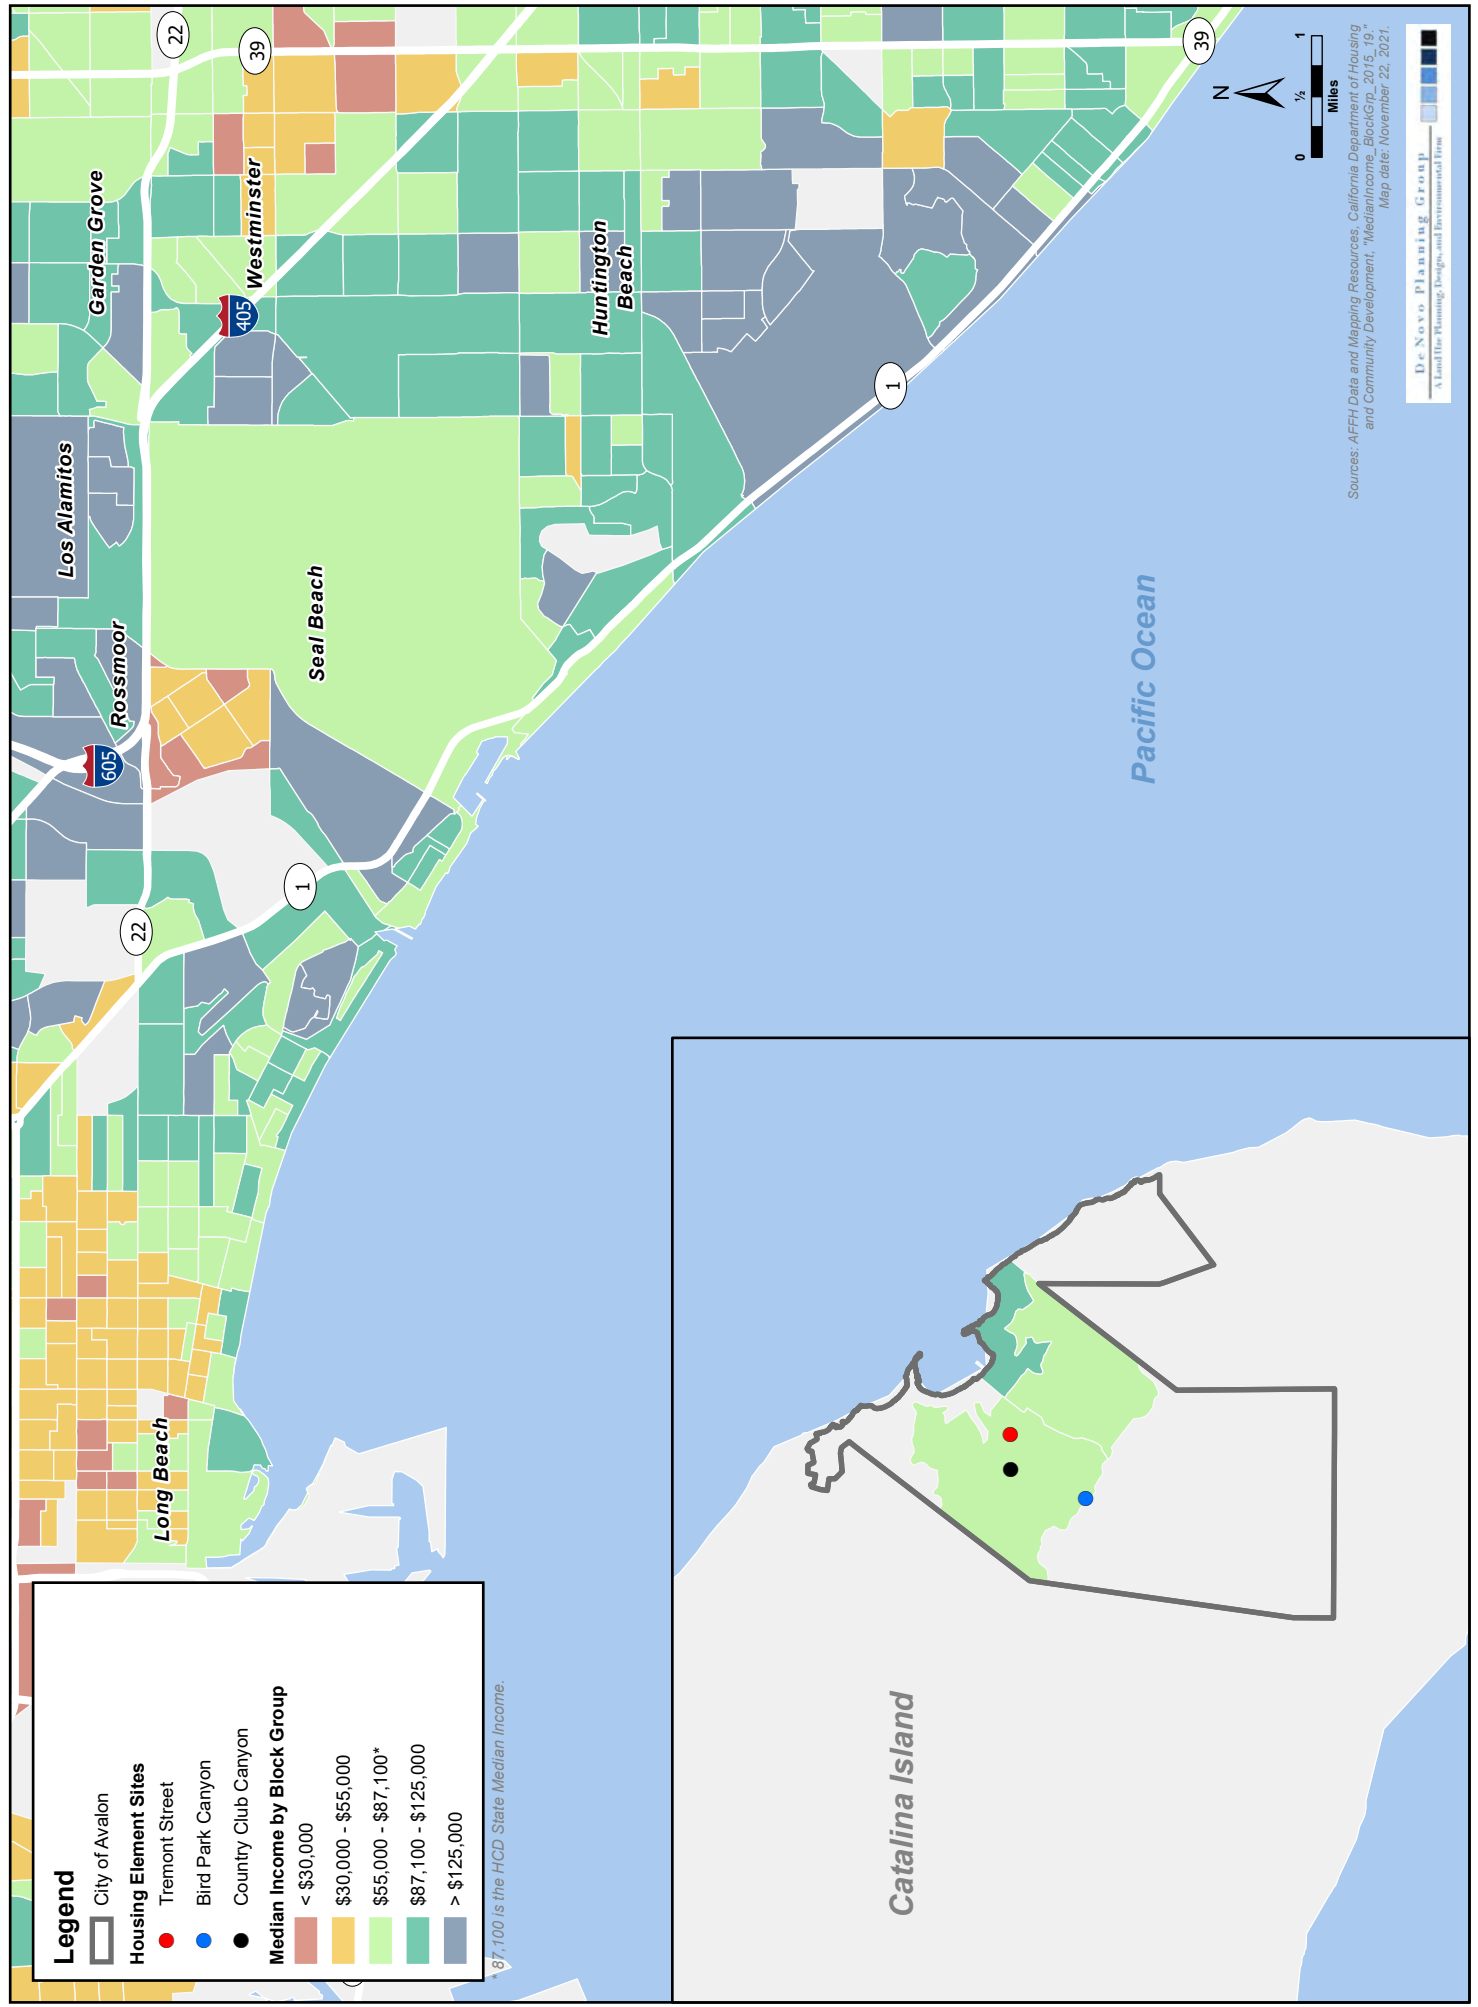 Legend
City of Avalon
Housing Element Sites
Tremont Street
Bird Park Canyon
Country Club Canyon
Median Income by Block Group
< $30,000
$30,000 - $55,000
$55,000 - $87,100*
$87,100 - $125,000
> $125,000
* 87,100 is the HCD State Median Income.
Long Beach
22
1
605
Rossmoor
Los Alamitos
Seal Beach
Garden Grove
405
Westminster
22
39
Huntington
Beach
1
39
Pacific Ocean
Catalina Island
N
0
½
1
Miles
Sources: AFFH Data and Mapping Resources, California Department of Housing
and Community Development, "MedianIncome_BlockGrp_2015_19."
Map date: November 22, 2021.
De Novo Planning Group
A Land Use Planning, Design, and Environmental Firm